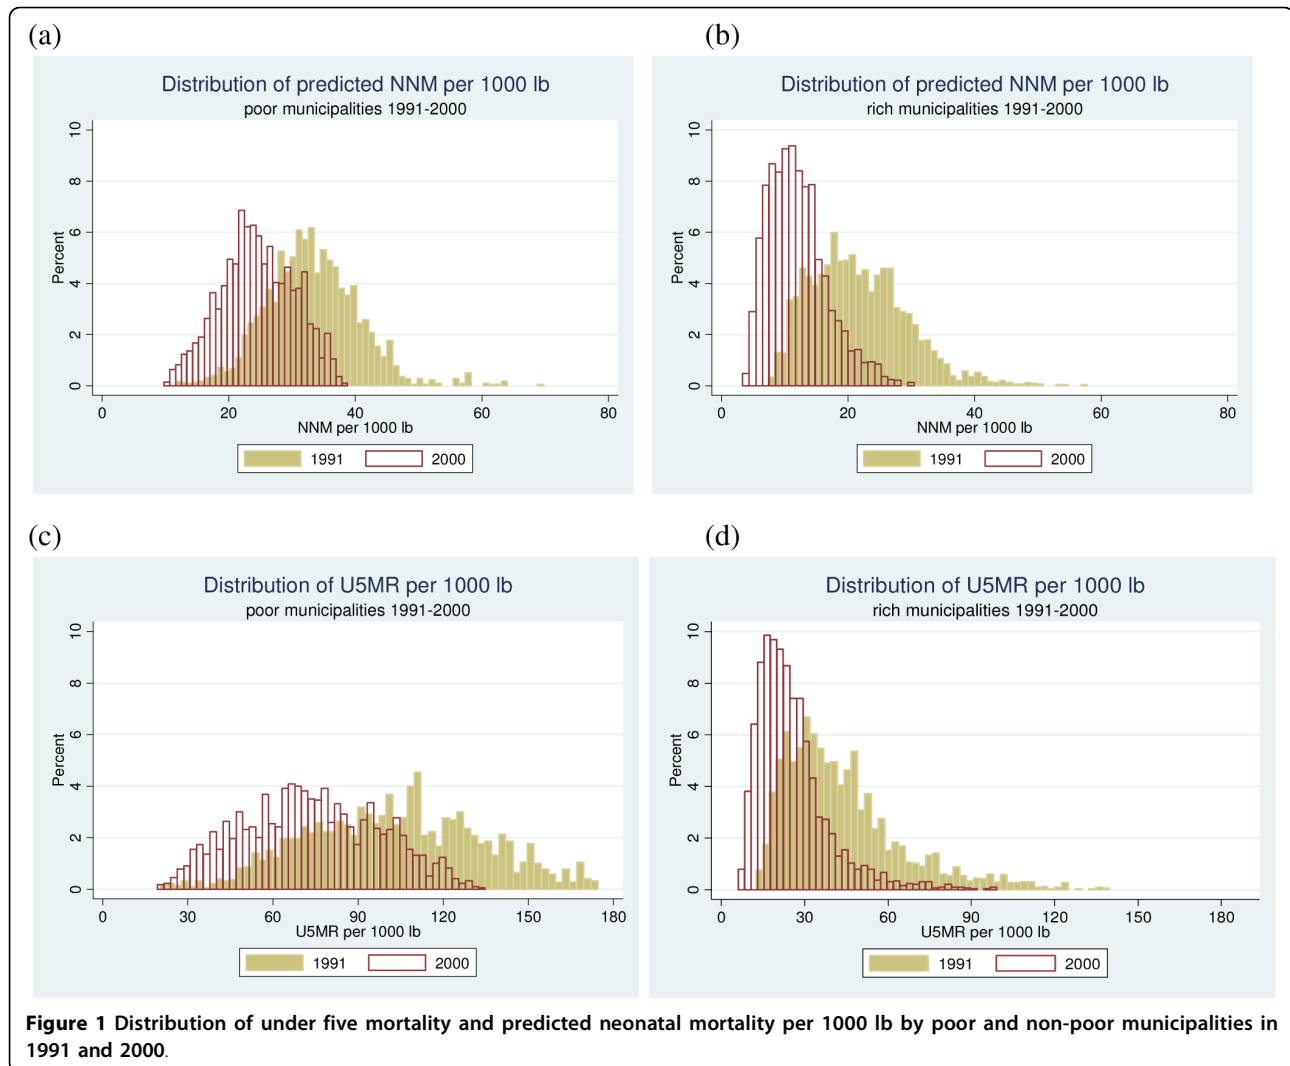 (a)
Distribution of predicted NNM per 1000 lb
poor municipalities 1991-2000
Percent
10
8
6
4
2
0
0 20 40 60 80
NNM per 1000 lb
1991 2000
(b)
Distribution of predicted NNM per 1000 lb
rich municipalities 1991-2000
Percent
10
8
6
4
2
0
0 20 40 60 80
NNM per 1000 lb
1991 2000
(c)
Distribution of U5MR per 1000 lb
poor municipalities 1991-2000
Percent
10
8
6
4
2
0
0 30 60 90 120 150 180
U5MR per 1000 lb
1991 2000
(d)
Distribution of U5MR per 1000 lb
rich municipalities 1991-2000
Percent
10
8
6
4
2
0
0 30 60 90 120 150 180
U5MR per 1000 lb
1991 2000
Figure 1 Distribution of under five mortality and predicted neonatal mortality per 1000 lb by poor and non-poor municipalities in
1991 and 2000.